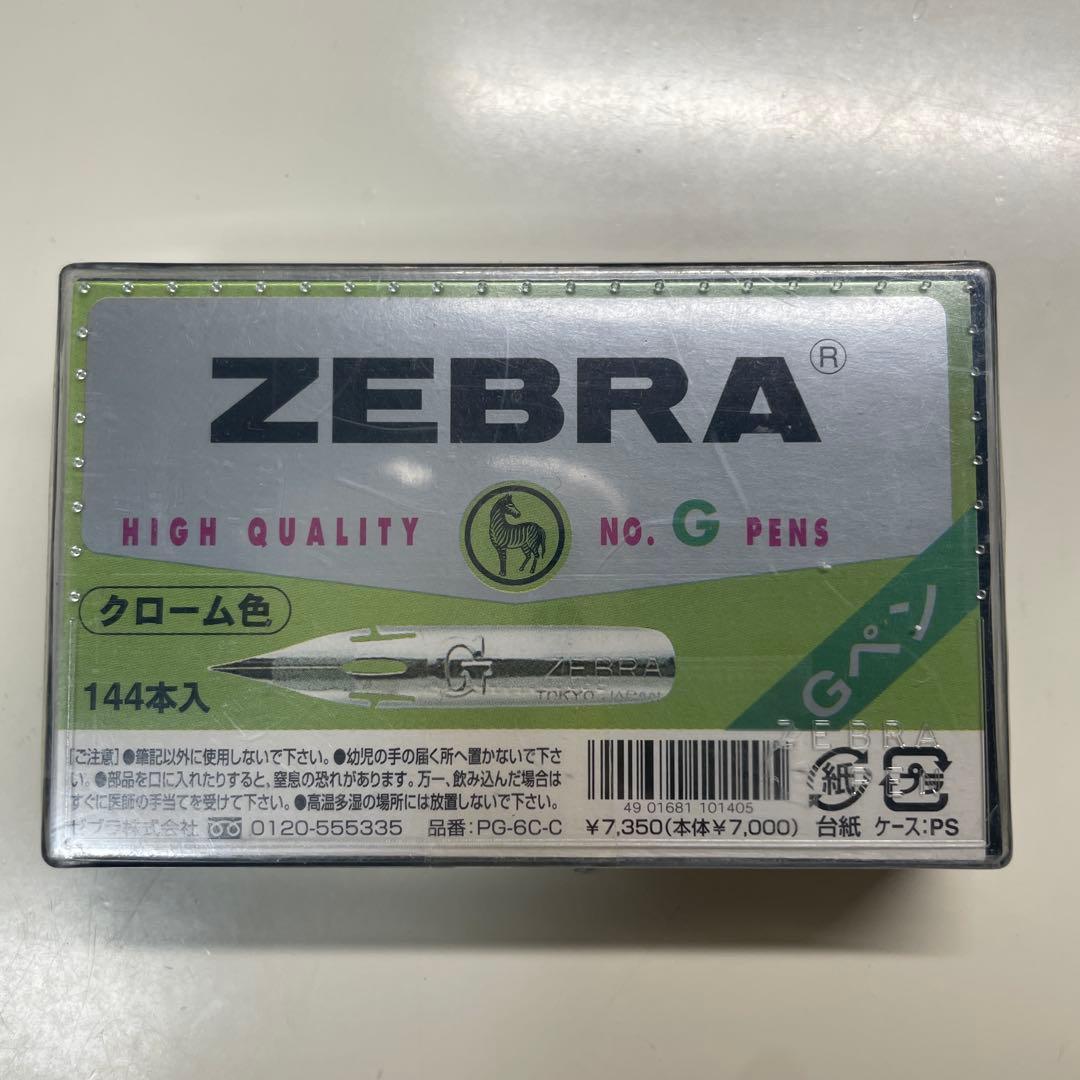 ZEBRA®
HIGH QUALITY NO. G PENS
クローム色
G ZEBRA
TOKYO JAPAN
144本入
Gペン
ZEBRA
[ご注意]●筆記以外に使用しないで下さい。●幼児の手の届く所へ置かないで下さ
い。●部品を口に入れたりすると、窒息の恐れがあります。万一、飲み込んだ場合は
すぐに医師の手当てを受けて下さい。●高温多湿の場所には放置しないで下さい。
ゼブラ株式会社 0120-555335 品番:PG-6C-C
49 01681 101405
¥7,350(本体¥7,000)
紙 プ
台紙 ケース:PS